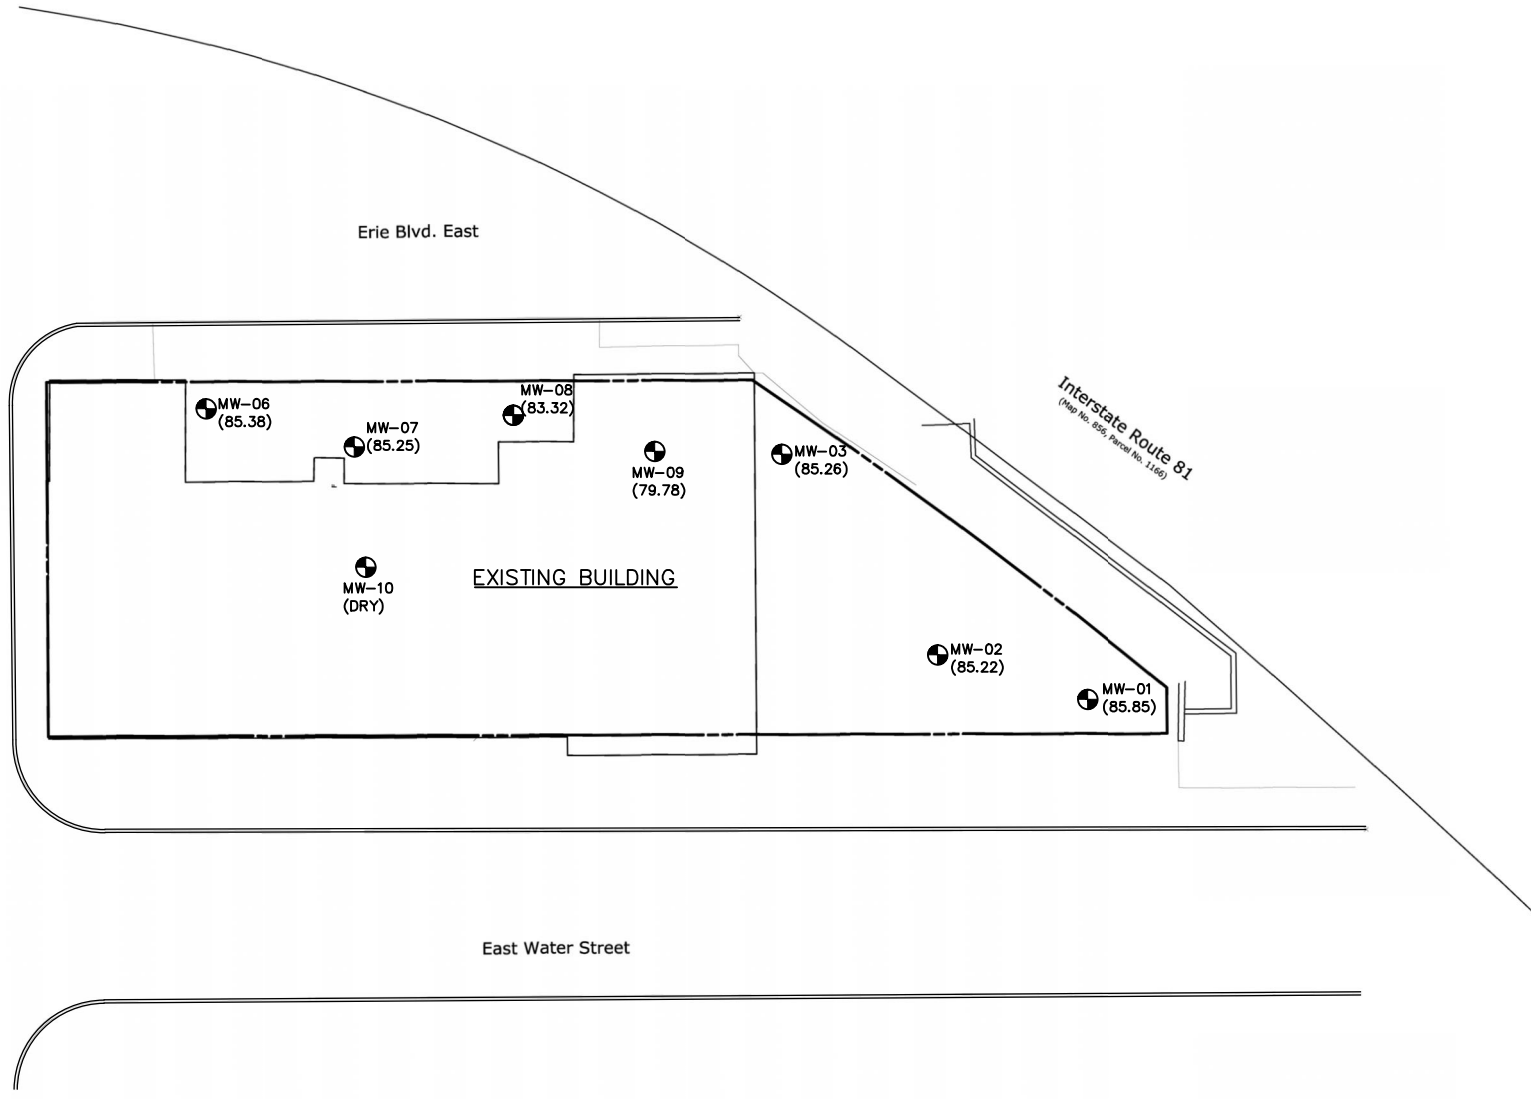 Erie Blvd. East
Interstate Route 81
(Map No. 856, Parcel No. 1166)
MW-06
(85.38)
MW-07
(85.25)
MW-08
(83.32)
MW-09
(79.78)
MW-03
(85.26)
MW-10
(DRY)
EXISTING BUILDING
MW-02
(85.22)
MW-01
(85.85)
East Water Street